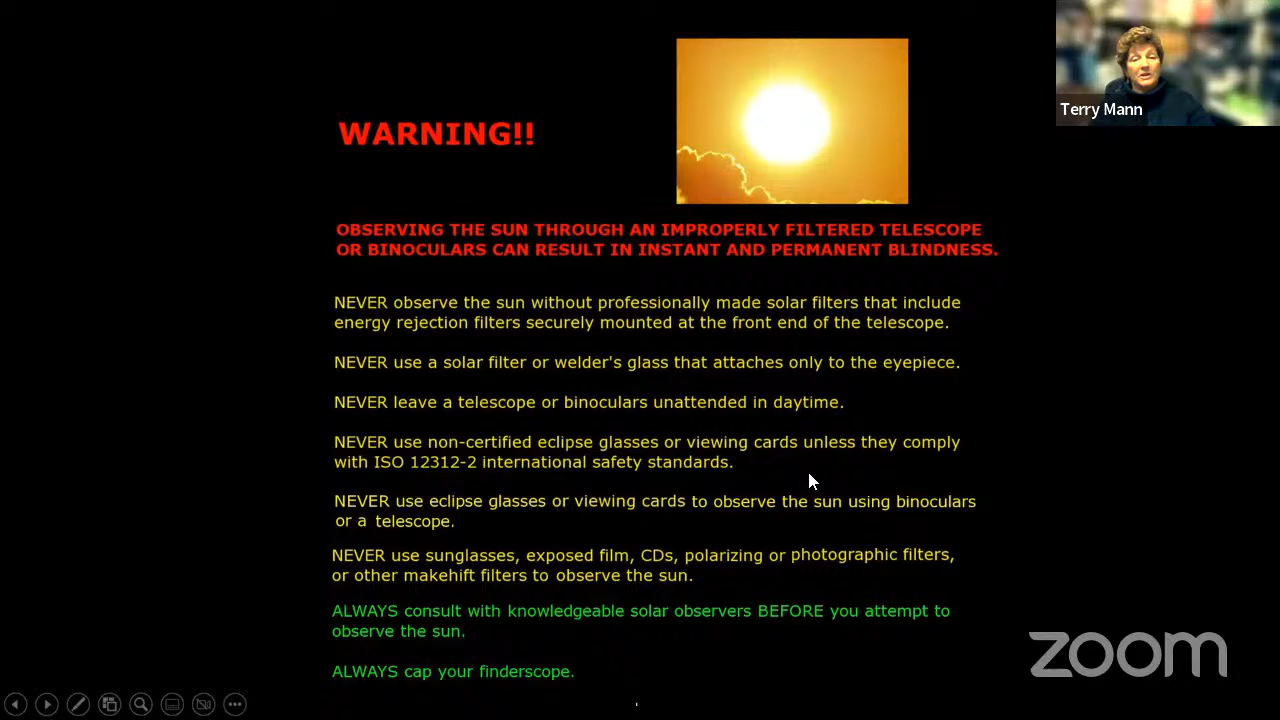 Terry Mann
WARNING!!
OBSERVING THE SUN THROUGH AN IMPROPERLY FILTERED TELESCOPE
OR BINOCULARS CAN RESULT IN INSTANT AND PERMANENT BLINDNESS.
NEVER observe the sun without professionally made solar filters that include
energy rejection filters securely mounted at the front end of the telescope.
NEVER use a solar filter or welder's glass that attaches only to the eyepiece.
NEVER leave a telescope or binoculars unattended in daytime.
NEVER use non-certified eclipse glasses or viewing cards unless they comply
with ISO 12312-2 international safety standards.
NEVER use eclipse glasses or viewing cards to observe the sun using binoculars
or a telescope.
NEVER use sunglasses, exposed film, CDs, polarizing or photographic filters,
or other makehift filters to observe the sun.
ALWAYS consult with knowledgeable solar observers BEFORE you attempt to
observe the sun.
ALWAYS cap your finderscope.
zoom